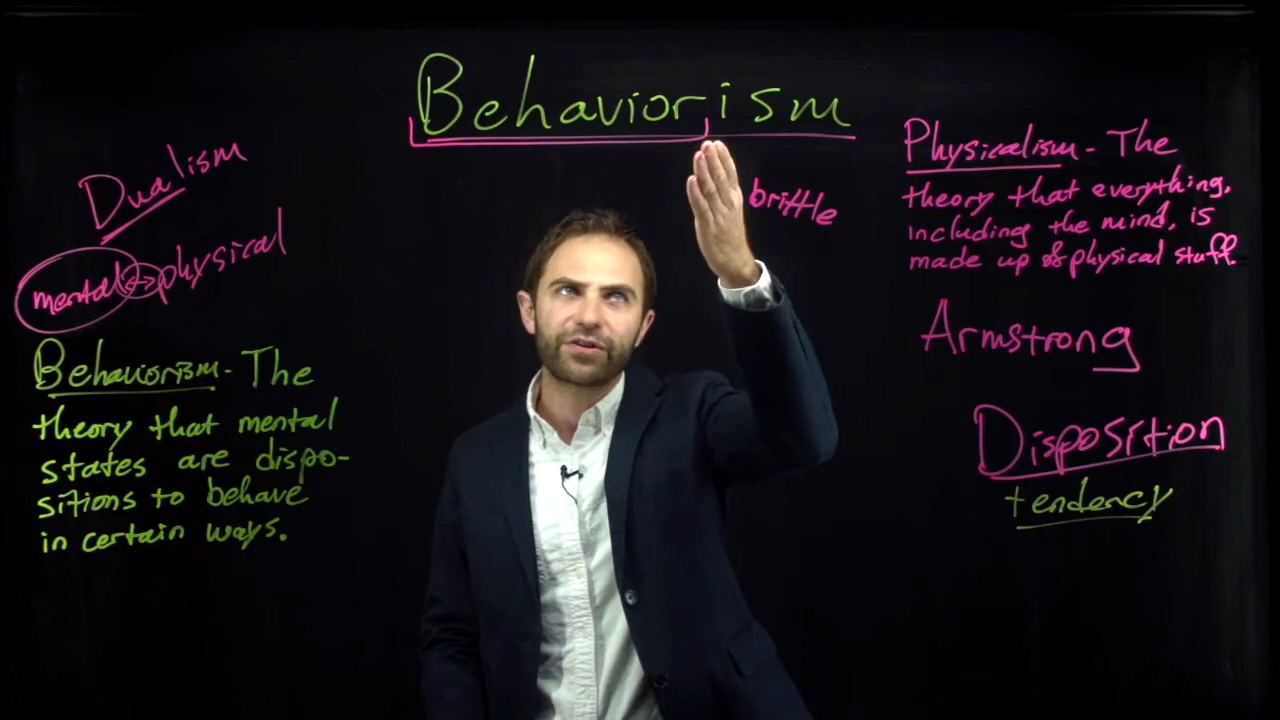 Behaviorism
Dualism
mental ↔ physical
Behaviorism - The
theory that mental
states are dispo-
sitions to behave
in certain ways.
brittle
Physicalism - The
theory that everything,
including the mind, is
made up of physical stuff.
Armstrong
Disposition
tendency